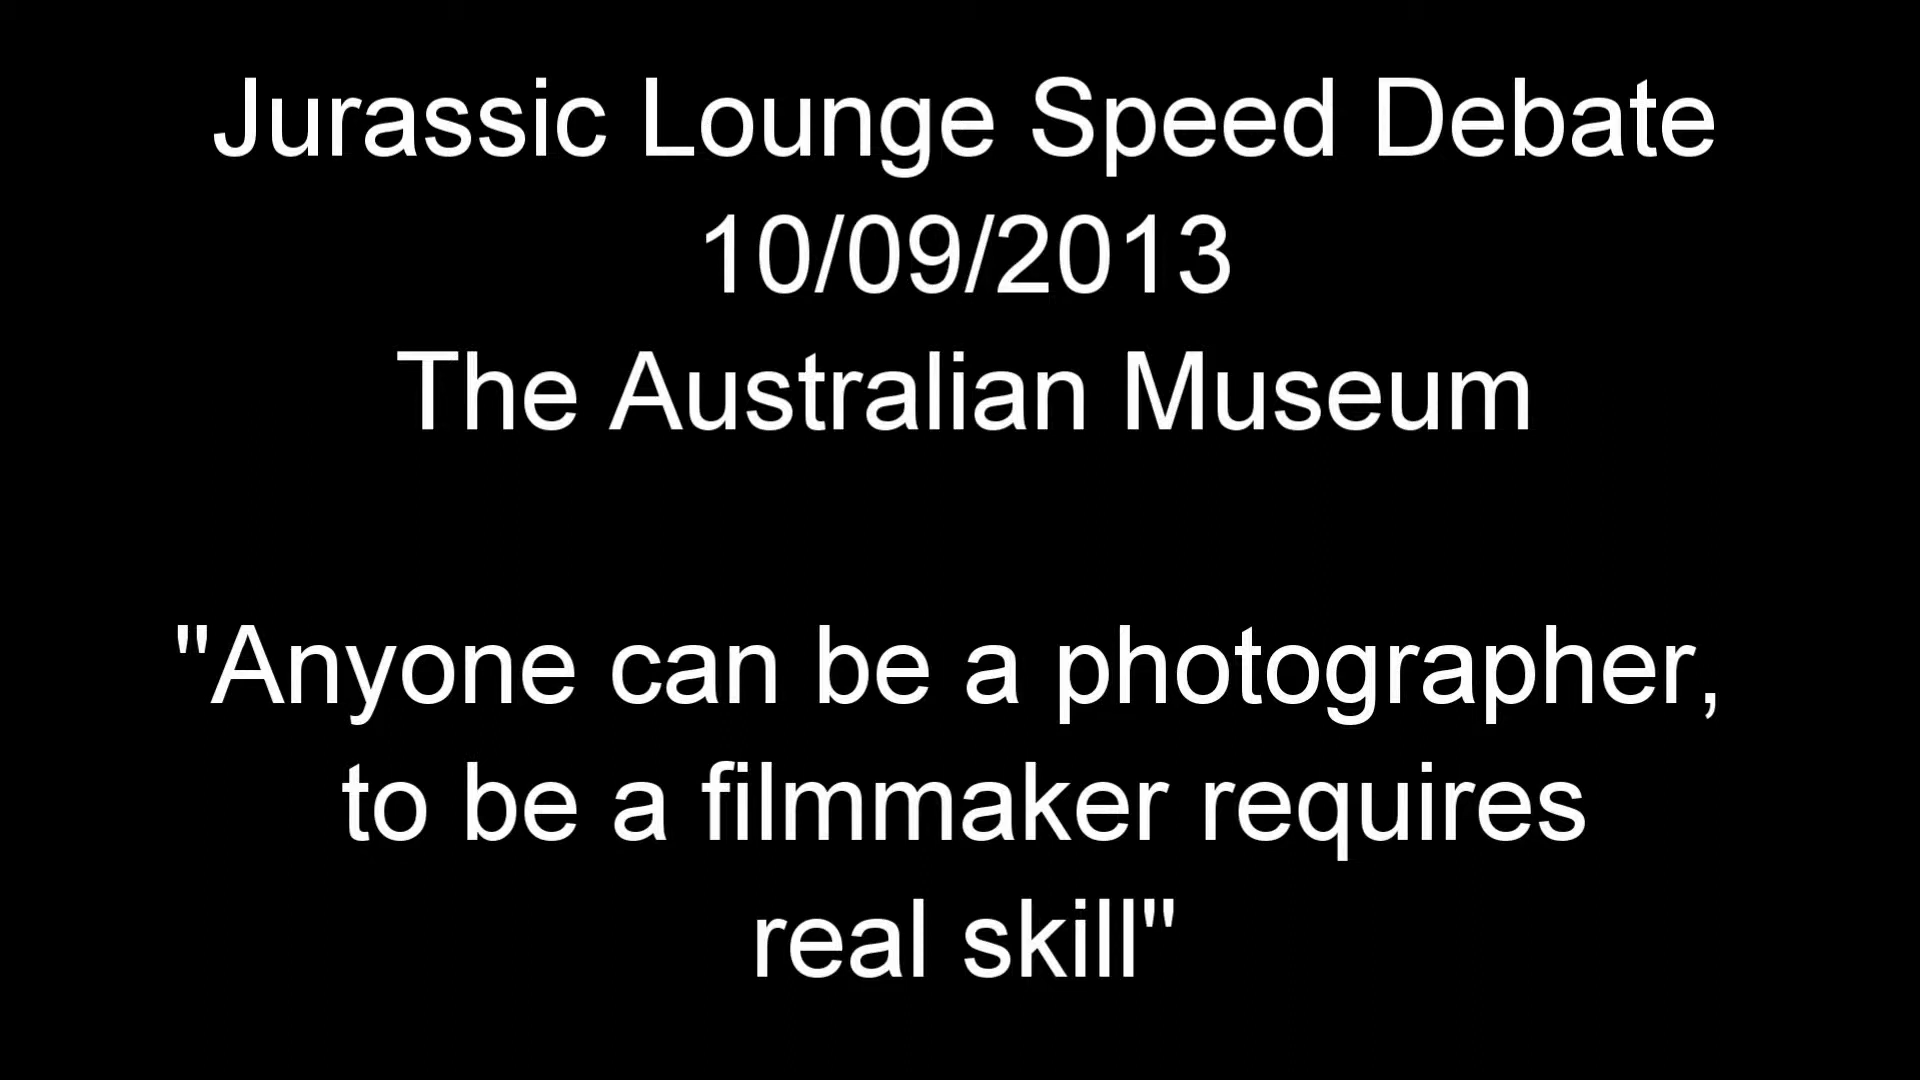 Jurassic Lounge Speed Debate
10/09/2013
The Australian Museum
"Anyone can be a photographer,
to be a filmmaker requires
real skill"